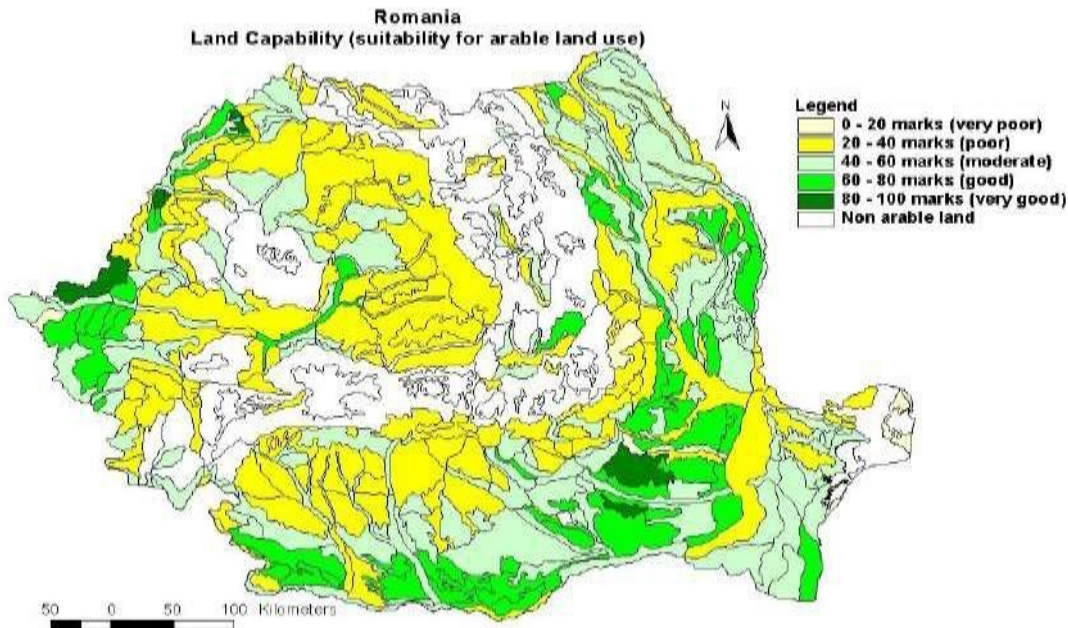 Romania
Land Capability (suitability for arable land use)
N
Legend
0 - 20 marks (very poor)
20 - 40 marks (poor)
40 - 60 marks (moderate)
60 - 80 marks (good)
80 - 100 marks (very good)
Non arable land
50 0 50 100 Kilometers